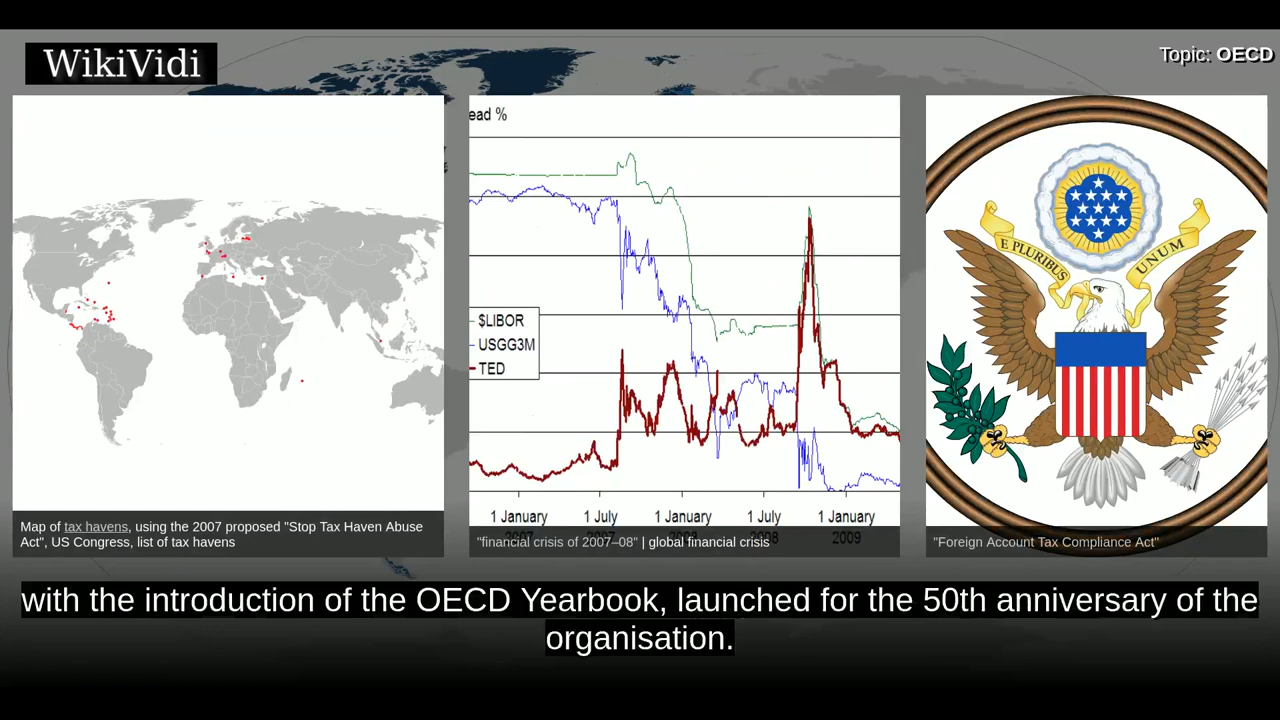 WikiVidi
Topic: OECD
ead %
$LIBOR
USGG3M
TED
1 January
1 July
1 January
1 July
1 January
2007
2008
2009
E PLURIBUS
UNUM
Map of tax havens, using the 2007 proposed "Stop Tax Haven Abuse
Act", US Congress, list of tax havens
"financial crisis of 2007–08" | global financial crisis
"Foreign Account Tax Compliance Act"
with the introduction of the OECD Yearbook, launched for the 50th anniversary of the
organisation.